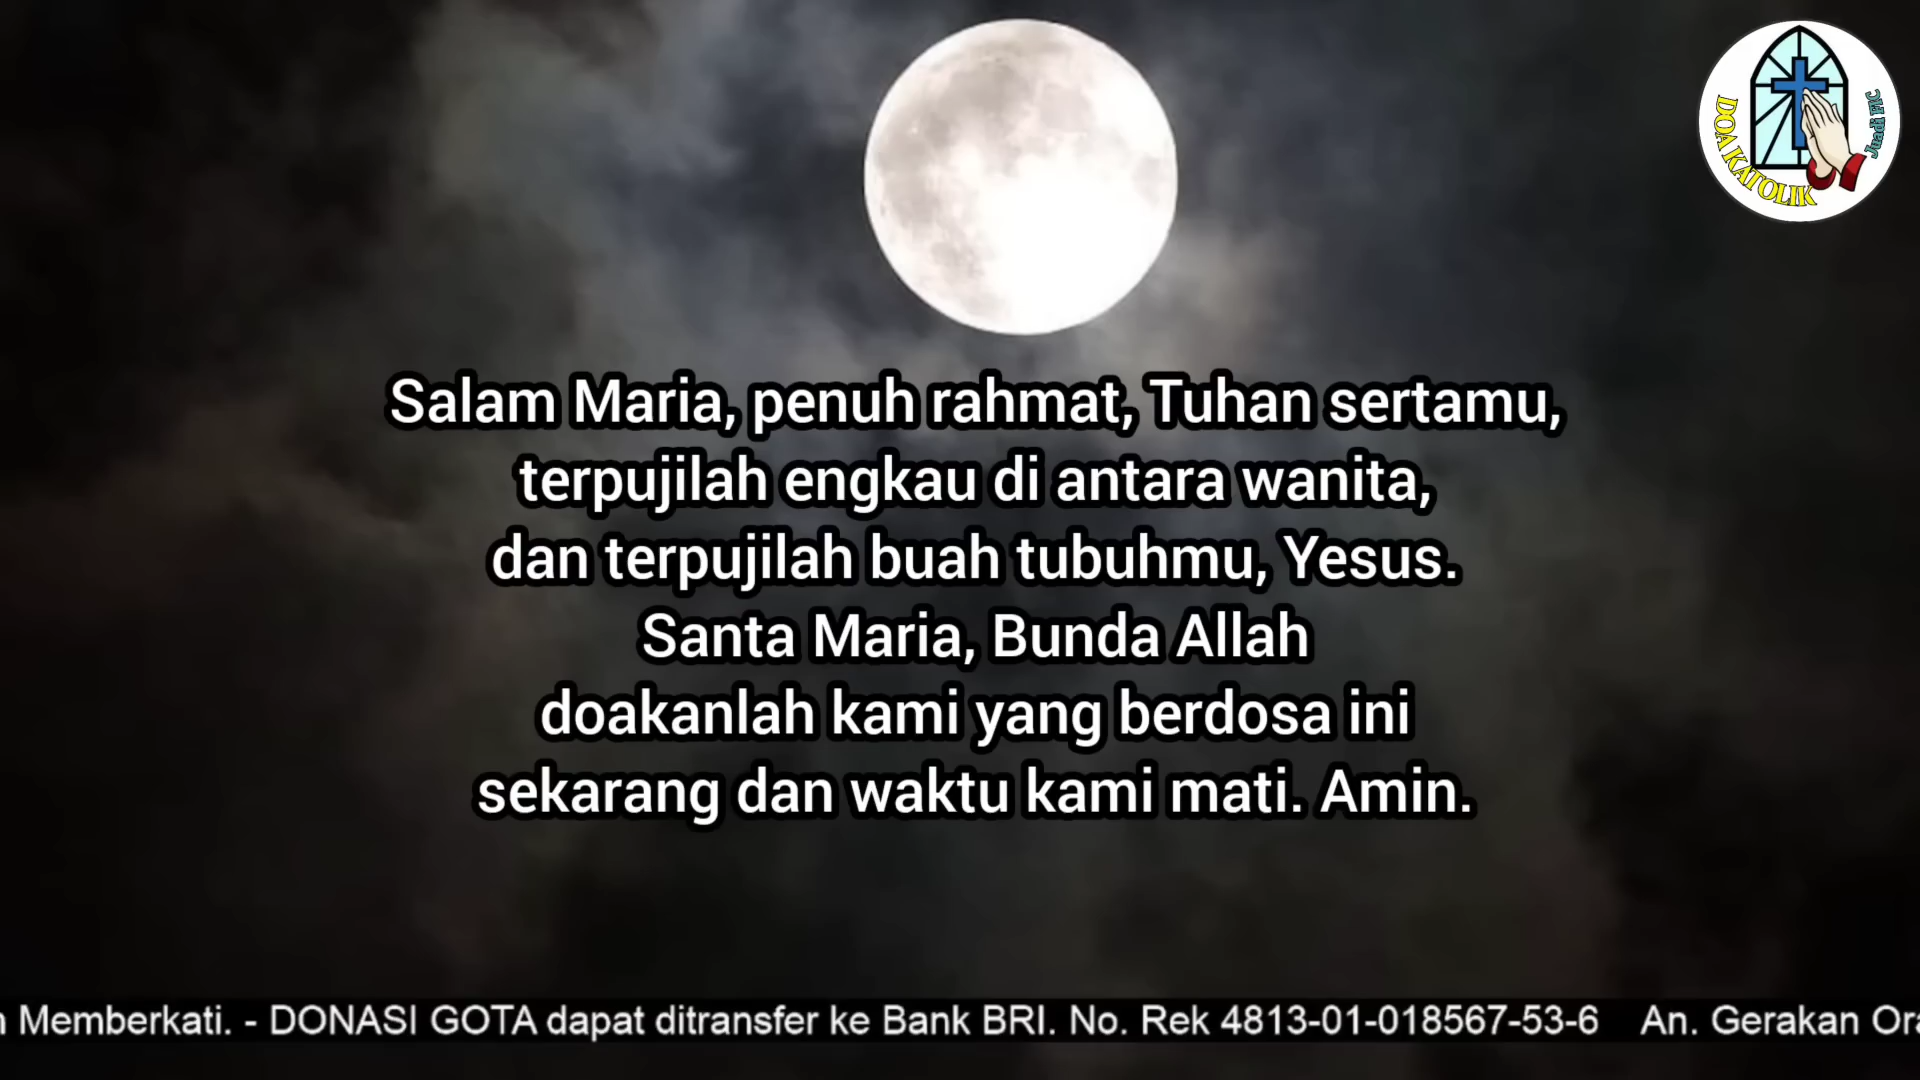 DOA KATOLIK
Juadi FIC
Salam Maria, penuh rahmat, Tuhan sertamu,
terpujilah engkau di antara wanita,
dan terpujilah buah tubuhmu, Yesus.
Santa Maria, Bunda Allah
doakanlah kami yang berdosa ini
sekarang dan waktu kami mati. Amin.
Memberkati. - DONASI GOTA dapat ditransfer ke Bank BRI. No. Rek 4813-01-018567-53-6 An. Gerakan